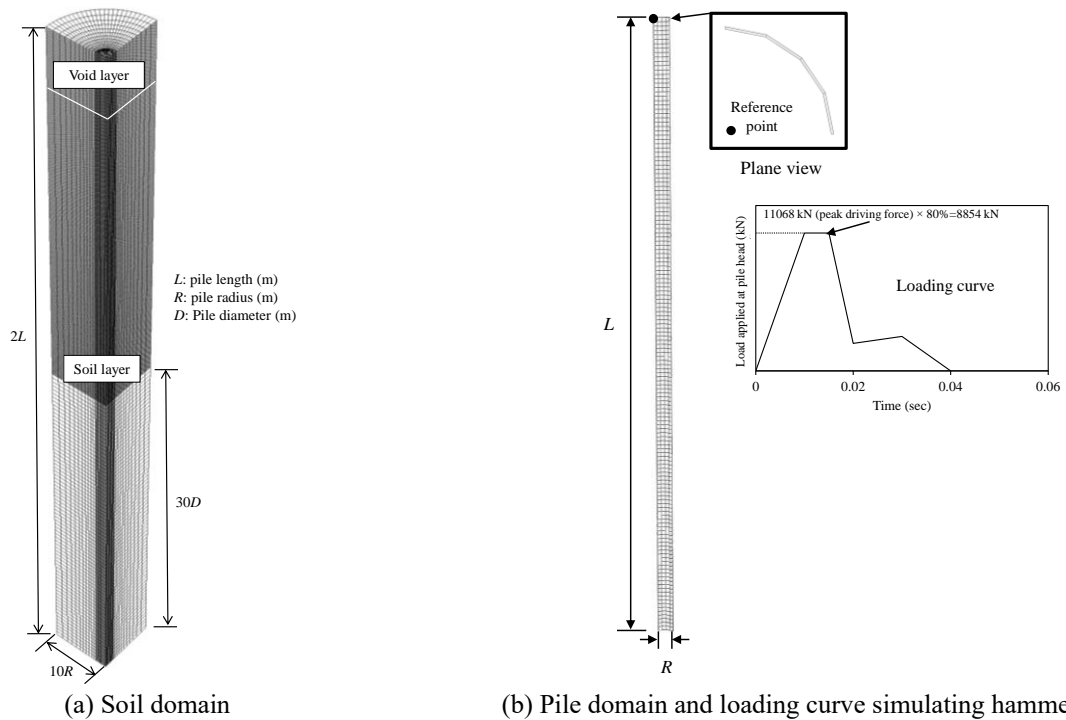 Void layer
L: pile length (m)
R: pile radius (m)
D: Pile diameter (m)
2L
Soil layer
30D
10R
(a) Soil domain
Reference
point
Plane view
L
R
11068 kN (peak driving force) × 80%=8854 kN
Loading curve
Load applied at pile head (kN)
0
0.02
0.04
0.06
Time (sec)
(b) Pile domain and loading curve simulating hamme